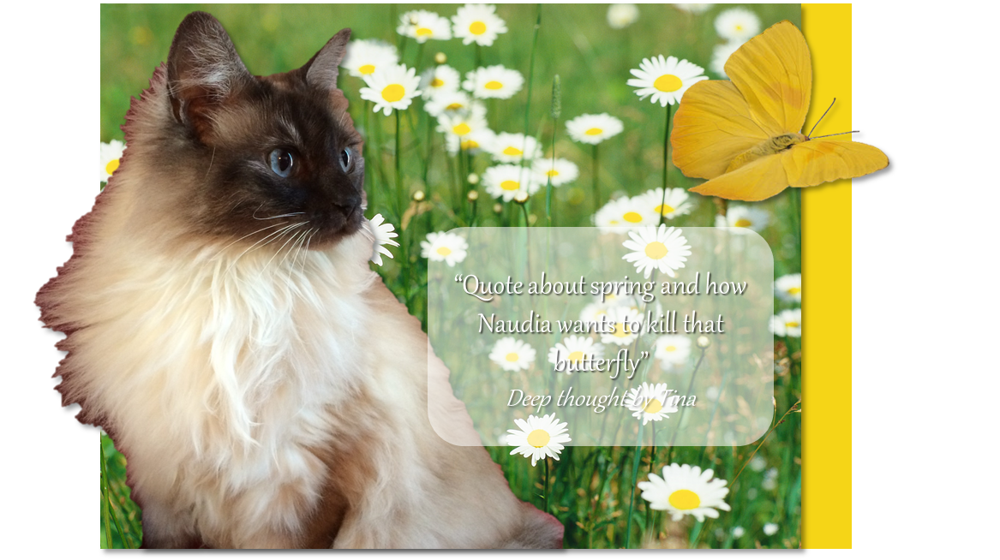 “Quote about spring and how
Naudia wants to kill that
butterfly”
Deep thought by Tina